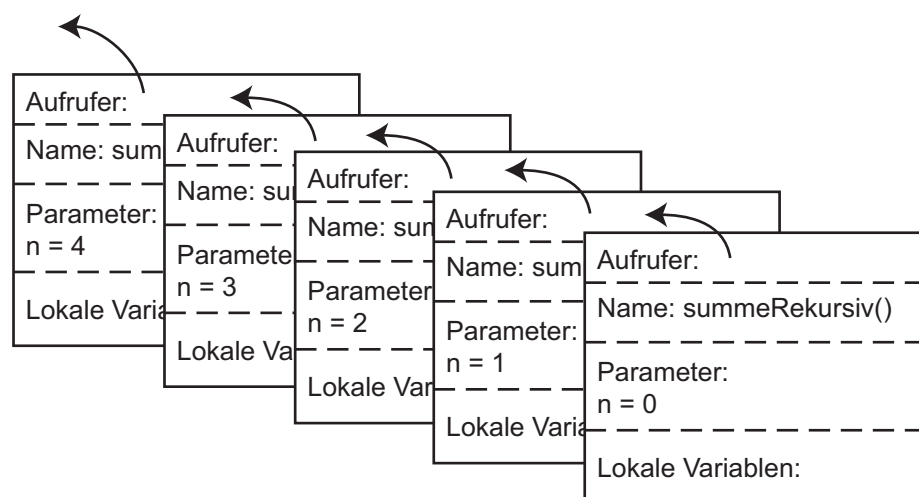 Aufrufer:
Name: sum
Parameter:
n = 4
Lokale Varia
Aufrufer:
Name: su
Paramete
n = 3
Lokale Va
Aufrufer:
Name: sum
Parameter
n = 2
Lokale Var
Aufrufer:
Name: sum
Parameter:
n = 1
Lokale Varia
Aufrufer:
Name: summeRekursiv()
Parameter:
n = 0
Lokale Variablen: